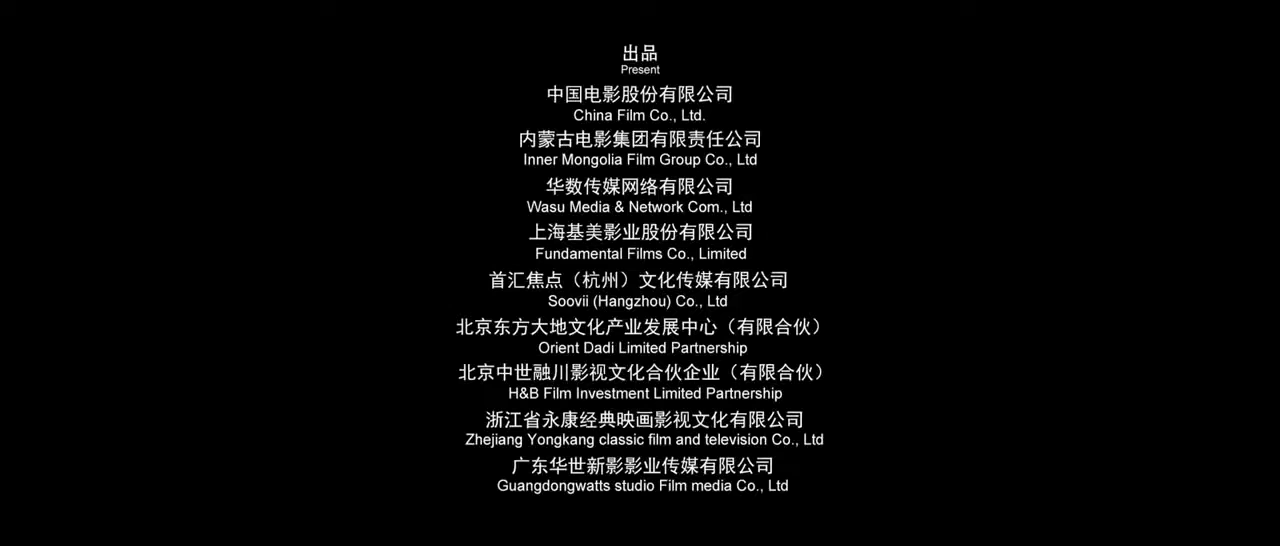 出品
Present
中国电影股份有限公司
China Film Co., Ltd.
内蒙古电影集团有限责任公司
Inner Mongolia Film Group Co., Ltd
华数传媒网络有限公司
Wasu Media & Network Com., Ltd
上海基美影业股份有限公司
Fundamental Films Co., Limited
首汇焦点（杭州）文化传媒有限公司
Soovii (Hangzhou) Co., Ltd
北京东方大地文化产业发展中心（有限合伙）
Orient Dadi Limited Partnership
北京中世融川影视文化合伙企业（有限合伙）
H&B Film Investment Limited Partnership
浙江省永康经典映画影视文化有限公司
Zhejiang Yongkang classic film and television Co., Ltd
广东华世新影影业传媒有限公司
Guangdongwatts studio Film media Co., Ltd